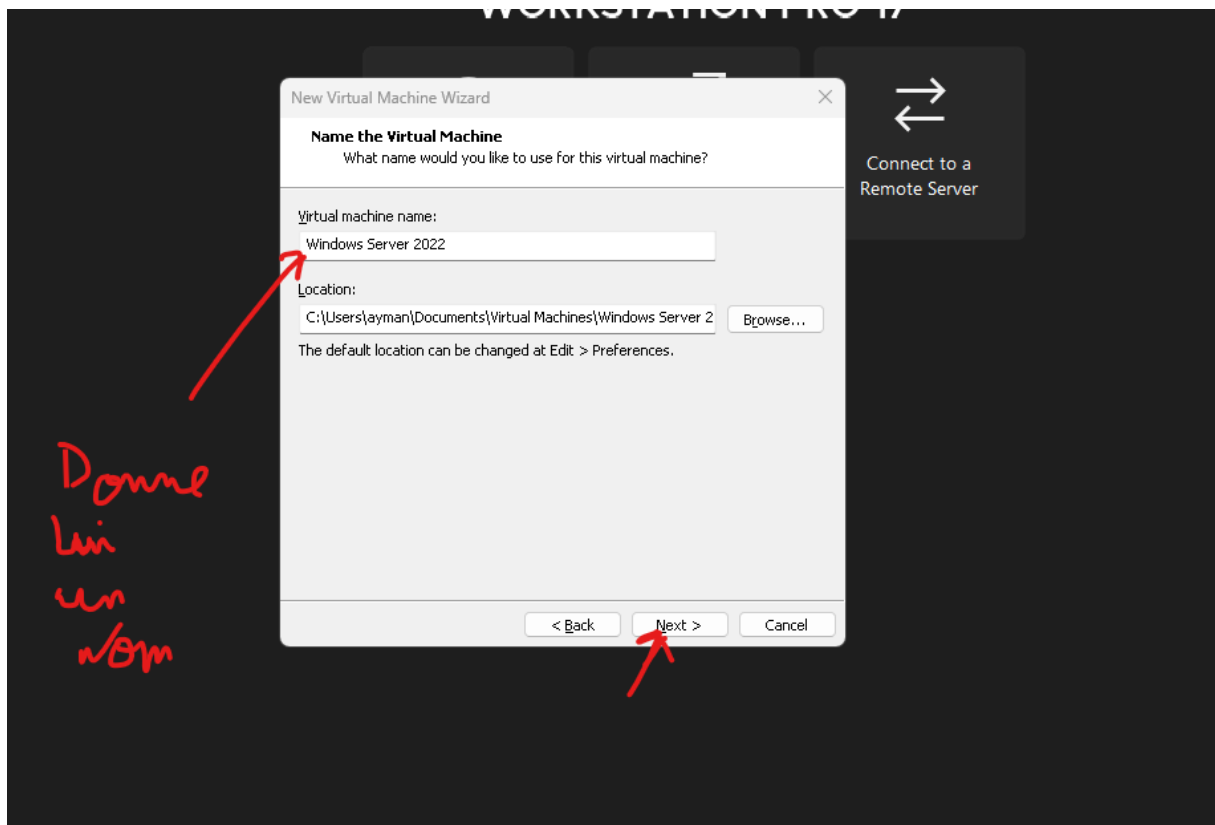 WORKSTATION PRO 17
New Virtual Machine Wizard
Name the Virtual Machine
What name would you like to use for this virtual machine?
Connect to a
Remote Server
Virtual machine name:
Windows Server 2022
Location:
C:\Users\ayman\Documents\Virtual Machines\Windows Server 2
Browse...
The default location can be changed at Edit > Preferences.
Donne
lui
un
Nom
< Back
Next >
Cancel